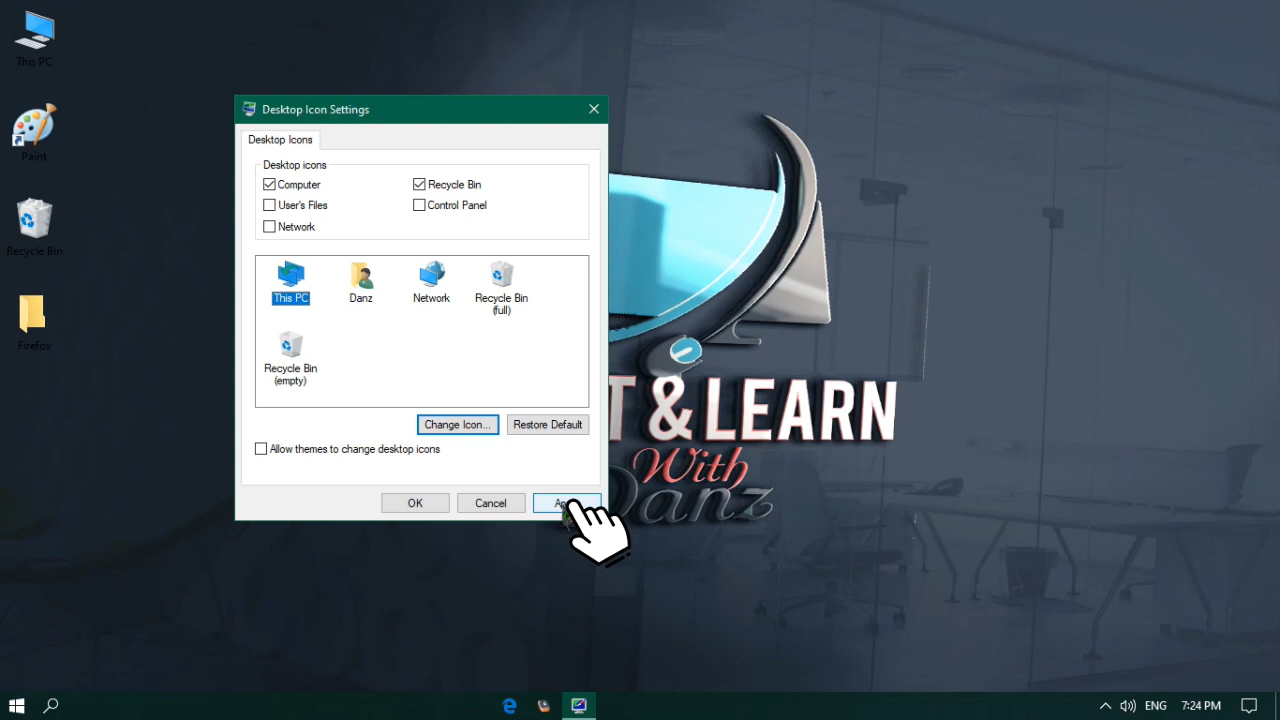 This PC
Paint
Recycle Bin
Firefox
Desktop Icon Settings
Desktop Icons
Desktop icons
Computer
Recycle Bin
User's Files
Control Panel
Network
This PC
Danz
Network
Recycle Bin
(full)
Recycle Bin
(empty)
Change Icon...
Restore Default
Allow themes to change desktop icons
OK
Cancel
& LEARN
With
Danz
ENG
7:24 PM